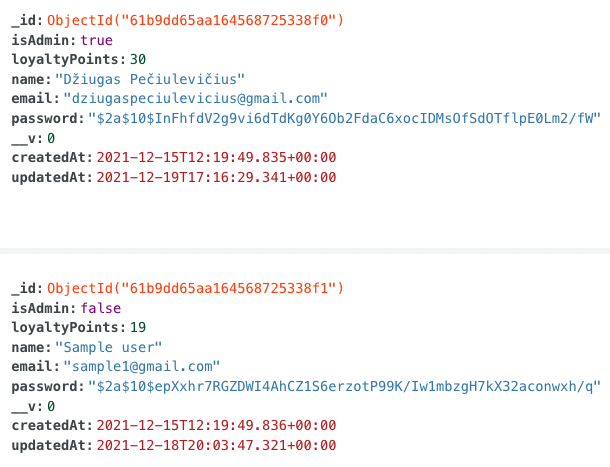 _id: ObjectId("61b9dd65aa164568725338f0")
isAdmin: true
loyaltyPoints: 30
name: "Džiugas Pečiulevičius"
email: "dziugaspeciulevicius@gmail.com"
password: "$2a$10$InFhfdV2g9vi6dTdKg0Y6Ob2FdaC6xocIDMsOfSdOTflpE0Lm2/fW"
__v: 0
createdAt: 2021-12-15T12:19:49.835+00:00
updatedAt: 2021-12-19T17:16:29.341+00:00
_id: ObjectId("61b9dd65aa164568725338f1")
isAdmin: false
loyaltyPoints: 19
name: "Sample user"
email: "sample1@gmail.com"
password: "$2a$10$epXxhr7RGZDWI4AhCZ1S6erzotP99K/Iw1mbzgH7kX32aconwxh/q"
__v: 0
createdAt: 2021-12-15T12:19:49.836+00:00
updatedAt: 2021-12-18T20:03:47.321+00:00